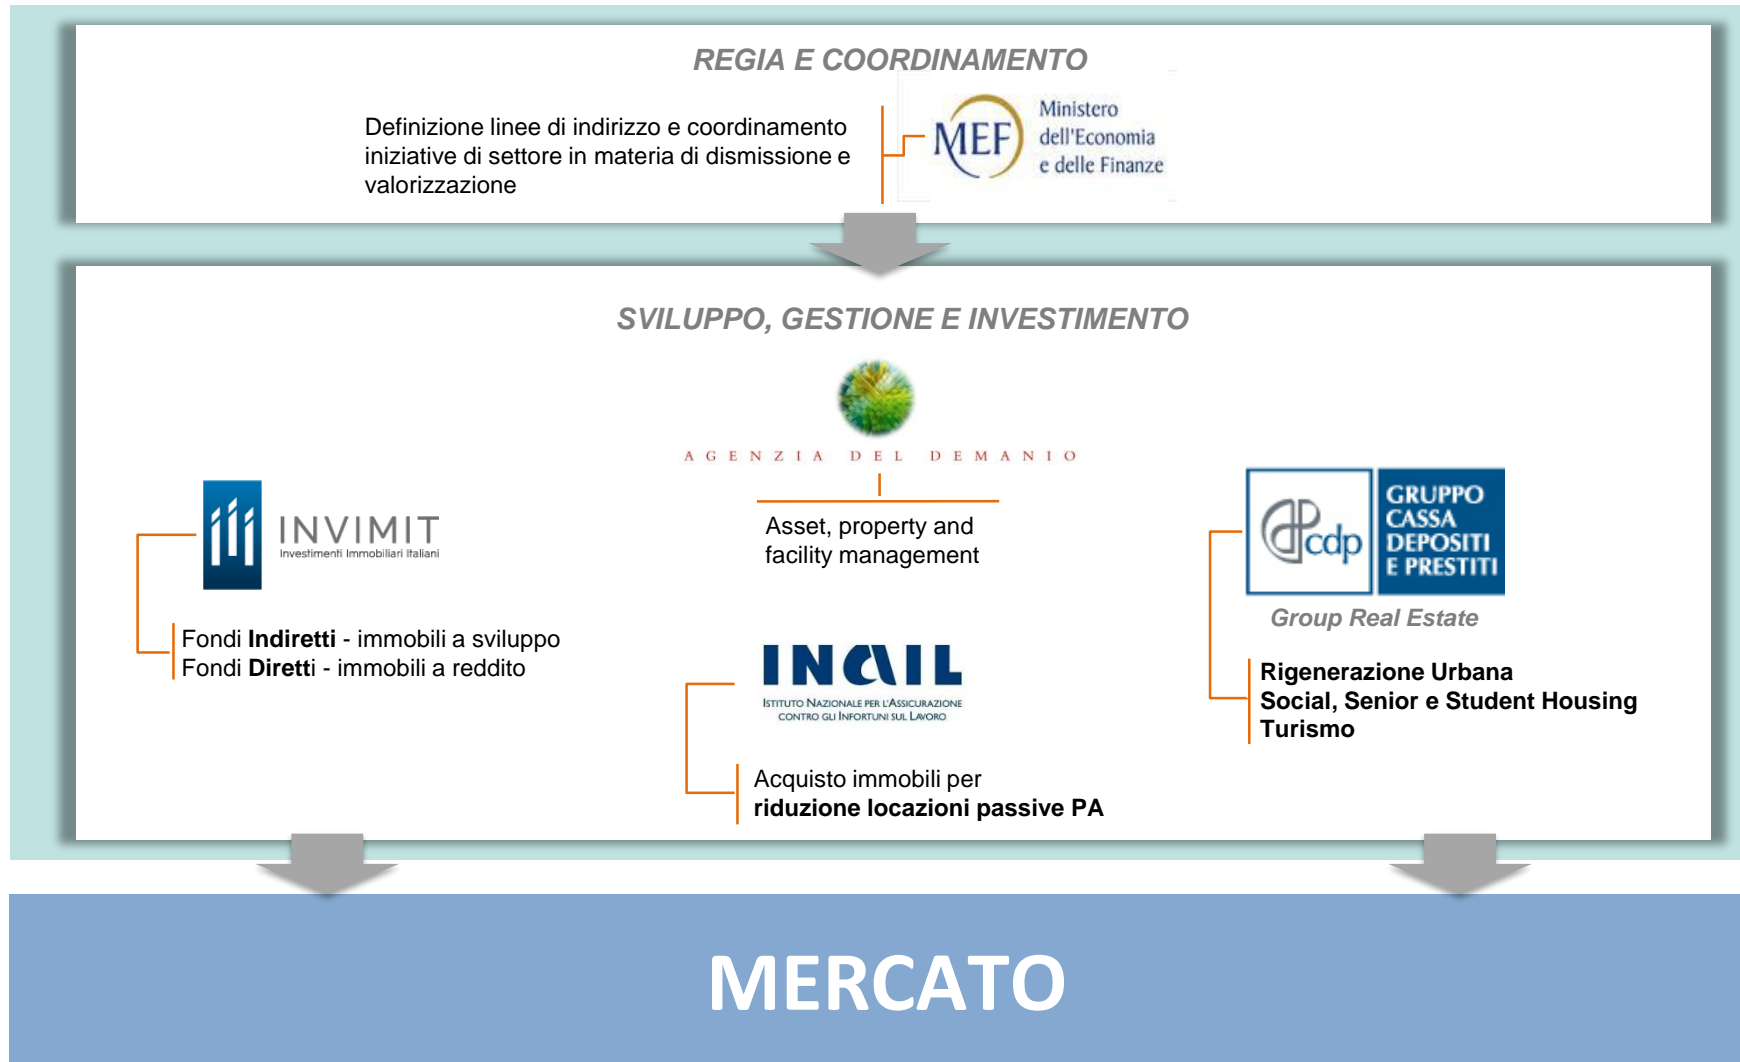 REGIA E COORDINAMENTO
Definizione linee di indirizzo e coordinamento
iniziative di settore in materia di dismissione e
valorizzazione
MEF
Ministero
dell'Economia
e delle Finanze
SVILUPPO, GESTIONE E INVESTIMENTO
AGENZIA DEL DEMANIO
Asset, property and
facility management
INVIMIT
Investimenti Immobiliari Italiani
Fondi Indiretti - immobili a sviluppo
Fondi Diretti - immobili a reddito
INAIL
ISTITUTO NAZIONALE PER L'ASSICURAZIONE
CONTRO GLI INFORTUNI SUL LAVORO
Acquisto immobili per
riduzione locazioni passive PA
cdp
GRUPPO
CASSA
DEPOSITI
E PRESTITI
Group Real Estate
Rigenerazione Urbana
Social, Senior e Student Housing
Turismo
MERCATO